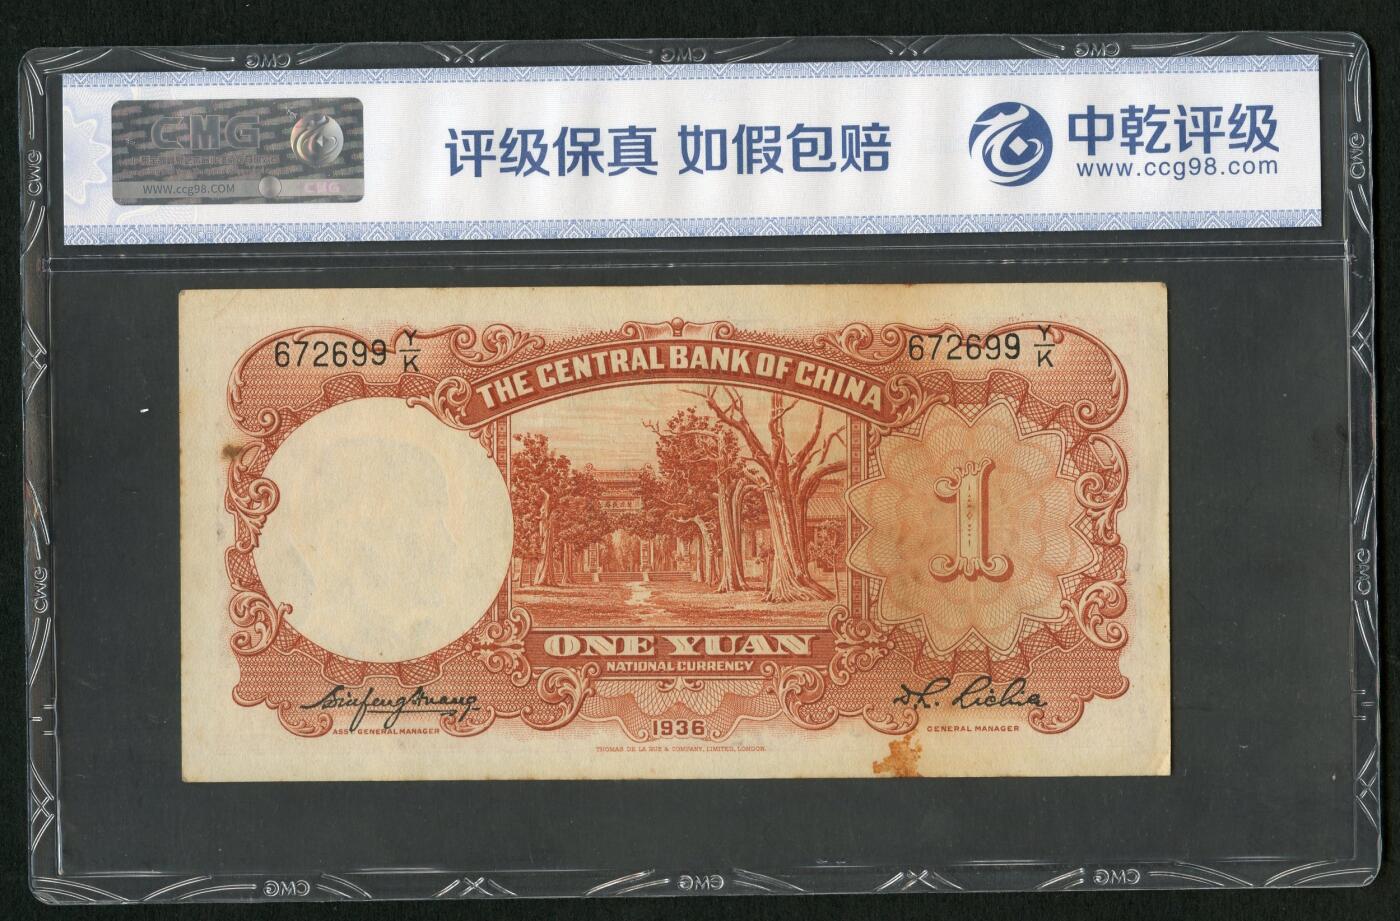 CMG
WWW.ccg98.COM
CMG
评级保真 如假包赔
中乾评级
www.ccg98.com
672699 Y/K
672699 Y/K
THE CENTRAL BANK OF CHINA
1
ONE YUAN
NATIONAL CURRENCY
ASST GENERAL MANAGER
1936
GENERAL MANAGER
THOMAS DE LA RUE & COMPANY, LIMITED, LONDON.